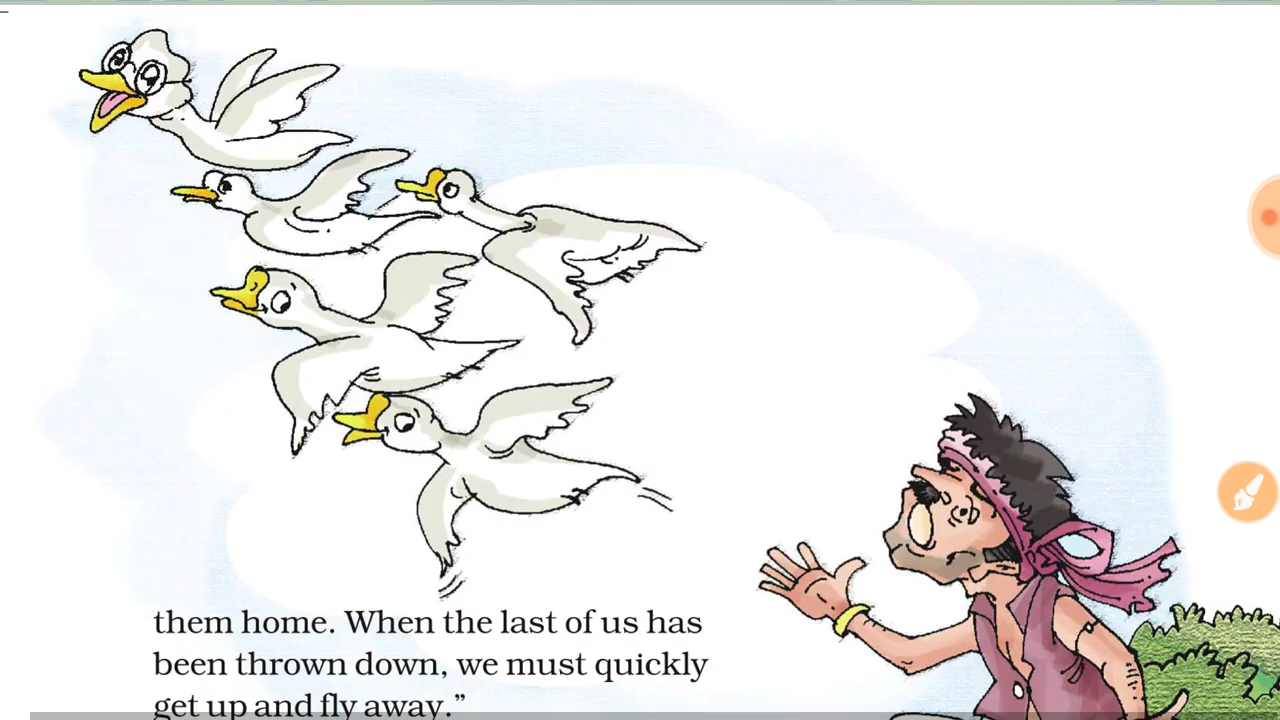 them home. When the last of us has
been thrown down, we must quickly
get up and fly away.”